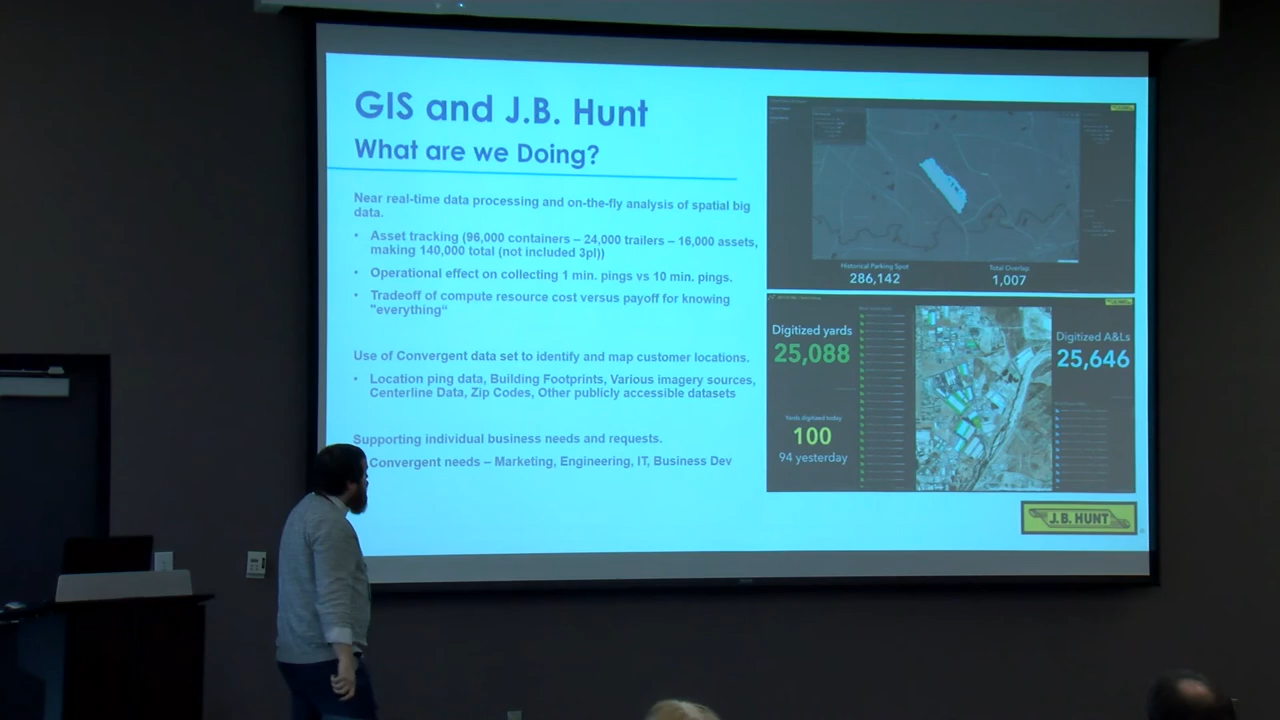 GIS and J.B. Hunt
What are we Doing?
Near real-time data processing and on-the-fly analysis of spatial big
data.
• Asset tracking (96,000 containers – 24,000 trailers – 16,000 assets,
making 140,000 total (not included 3pl))
• Operational effect on collecting 1 min. pings vs 10 min. pings.
• Tradeoff of compute resource cost versus payoff for knowing
"everything“
Use of Convergent data set to identify and map customer locations.
• Location ping data, Building Footprints, Various imagery sources,
Centerline Data, Zip Codes, Other publicly accessible datasets
Supporting individual business needs and requests.
Convergent needs – Marketing, Engineering, IT, Business Dev
Historical Parking Spot
286,142
Total Overlap
1,007
Digitized yards
25,088
Yards digitized today
100
94 yesterday
Digitized A&Ls
25,646
J.B. HUNT